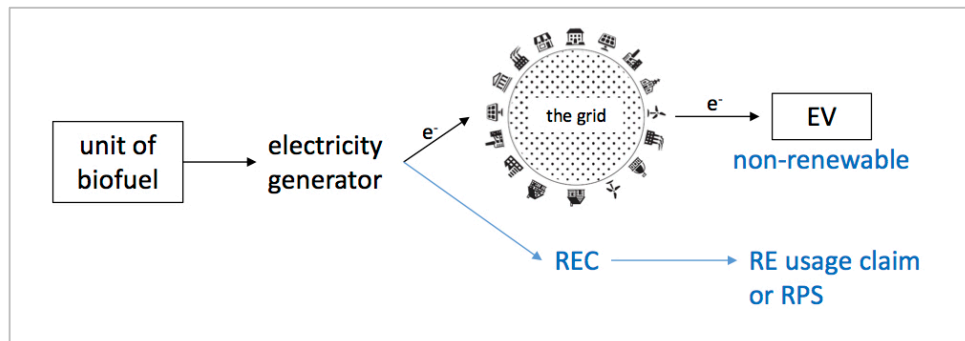 unit of
biofuel
electricity
generator
e-
the grid
e-
EV
non-renewable
REC
RE usage claim
or RPS